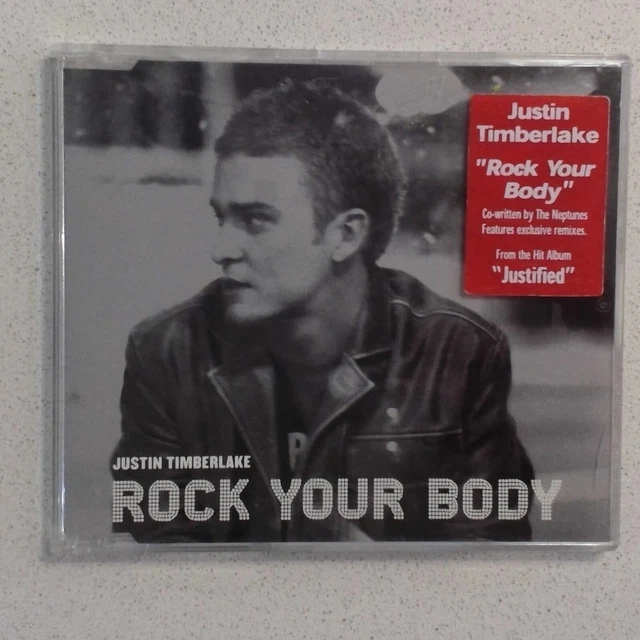 Justin
Timberlake
"Rock Your
Body"
Co-written by The Neptunes
Features exclusive remixes.
From the Hit Album
"Justified"
JUSTIN TIMBERLAKE
ROCK YOUR BODY